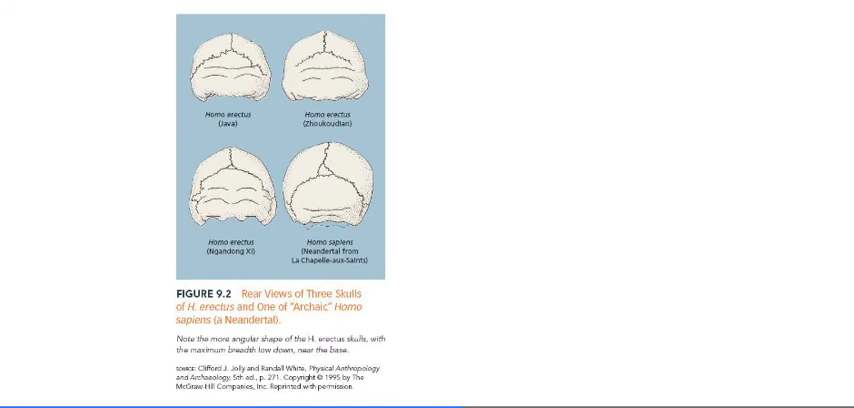 Homo erectus
(Java)
Homo erectus
(Zhoukoudian)
Homo erectus
(Ngandong XI)
Homo sapiens
(Neandertal from
La Chapelle-aux-Saints)
FIGURE 9.2 Rear Views of Three Skulls
of H. erectus and One of “Archaic” Homo
sapiens (a Neandertal).
Note the more angular shape of the H. erectus skulls, with
the maximum breadth low down, near the base.
SOURCE: Clifford J. Jolly and Randall White, Physical Anthropology
and Archaeology, 5th ed., p. 271. Copyright © 1995 by The
McGraw-Hill Companies, Inc. Reprinted with permission.